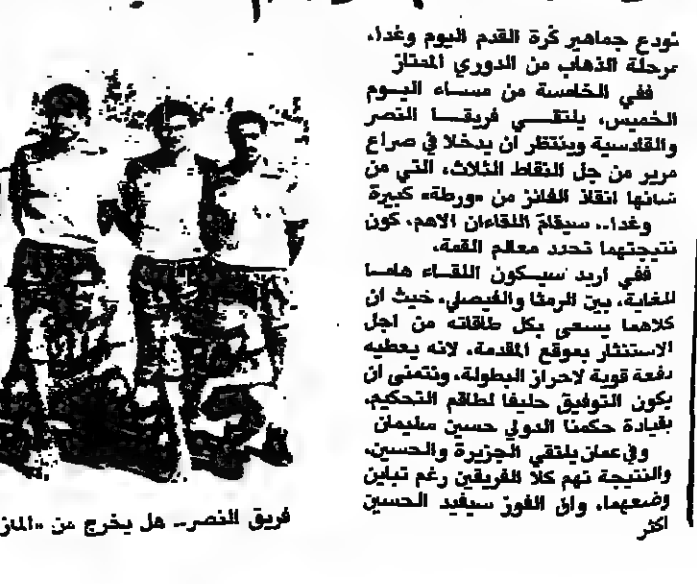 تودع جماهير كرة القدم اليوم وغدا،
مرحلة الذهاب من الدوري الممتاز
ففي الخامسة من مساء اليوم
الخميس، يلتقي فريقا النصر
والقادسية وينتظر ان يدخلا في صراع
مرير من جل النقاط الثلاث، التي من
شانها انقاذ الفائز من «ورطة» كبيرة
وغدا.. سيقام اللقاءان الاهم، كون
نتيجتهما تحدد معالم القمة،
ففي اربد سيكون اللقاء هاما
للغاية، بين الرمثا والفيصلي، حيث ان
كلاهما يسعى بكل طاقاته من اجل
الاستئثار بموقع المقدمة، لانه يعطيه
دفعة قوية لاحراز البطولة، ونتمنى ان
يكون التوفيق حليفا لطاقم التحكيم،
بقيادة حكمنا الدولي حسين سليمان
وفي عمان يلتقي الجزيرة والحسين،
والنتيجة تهم كلا الفريقين رغم تباين
وضعهما، وان الفوز سيفيد الحسين
اكثر
فريق النصر.. هل يخرج من